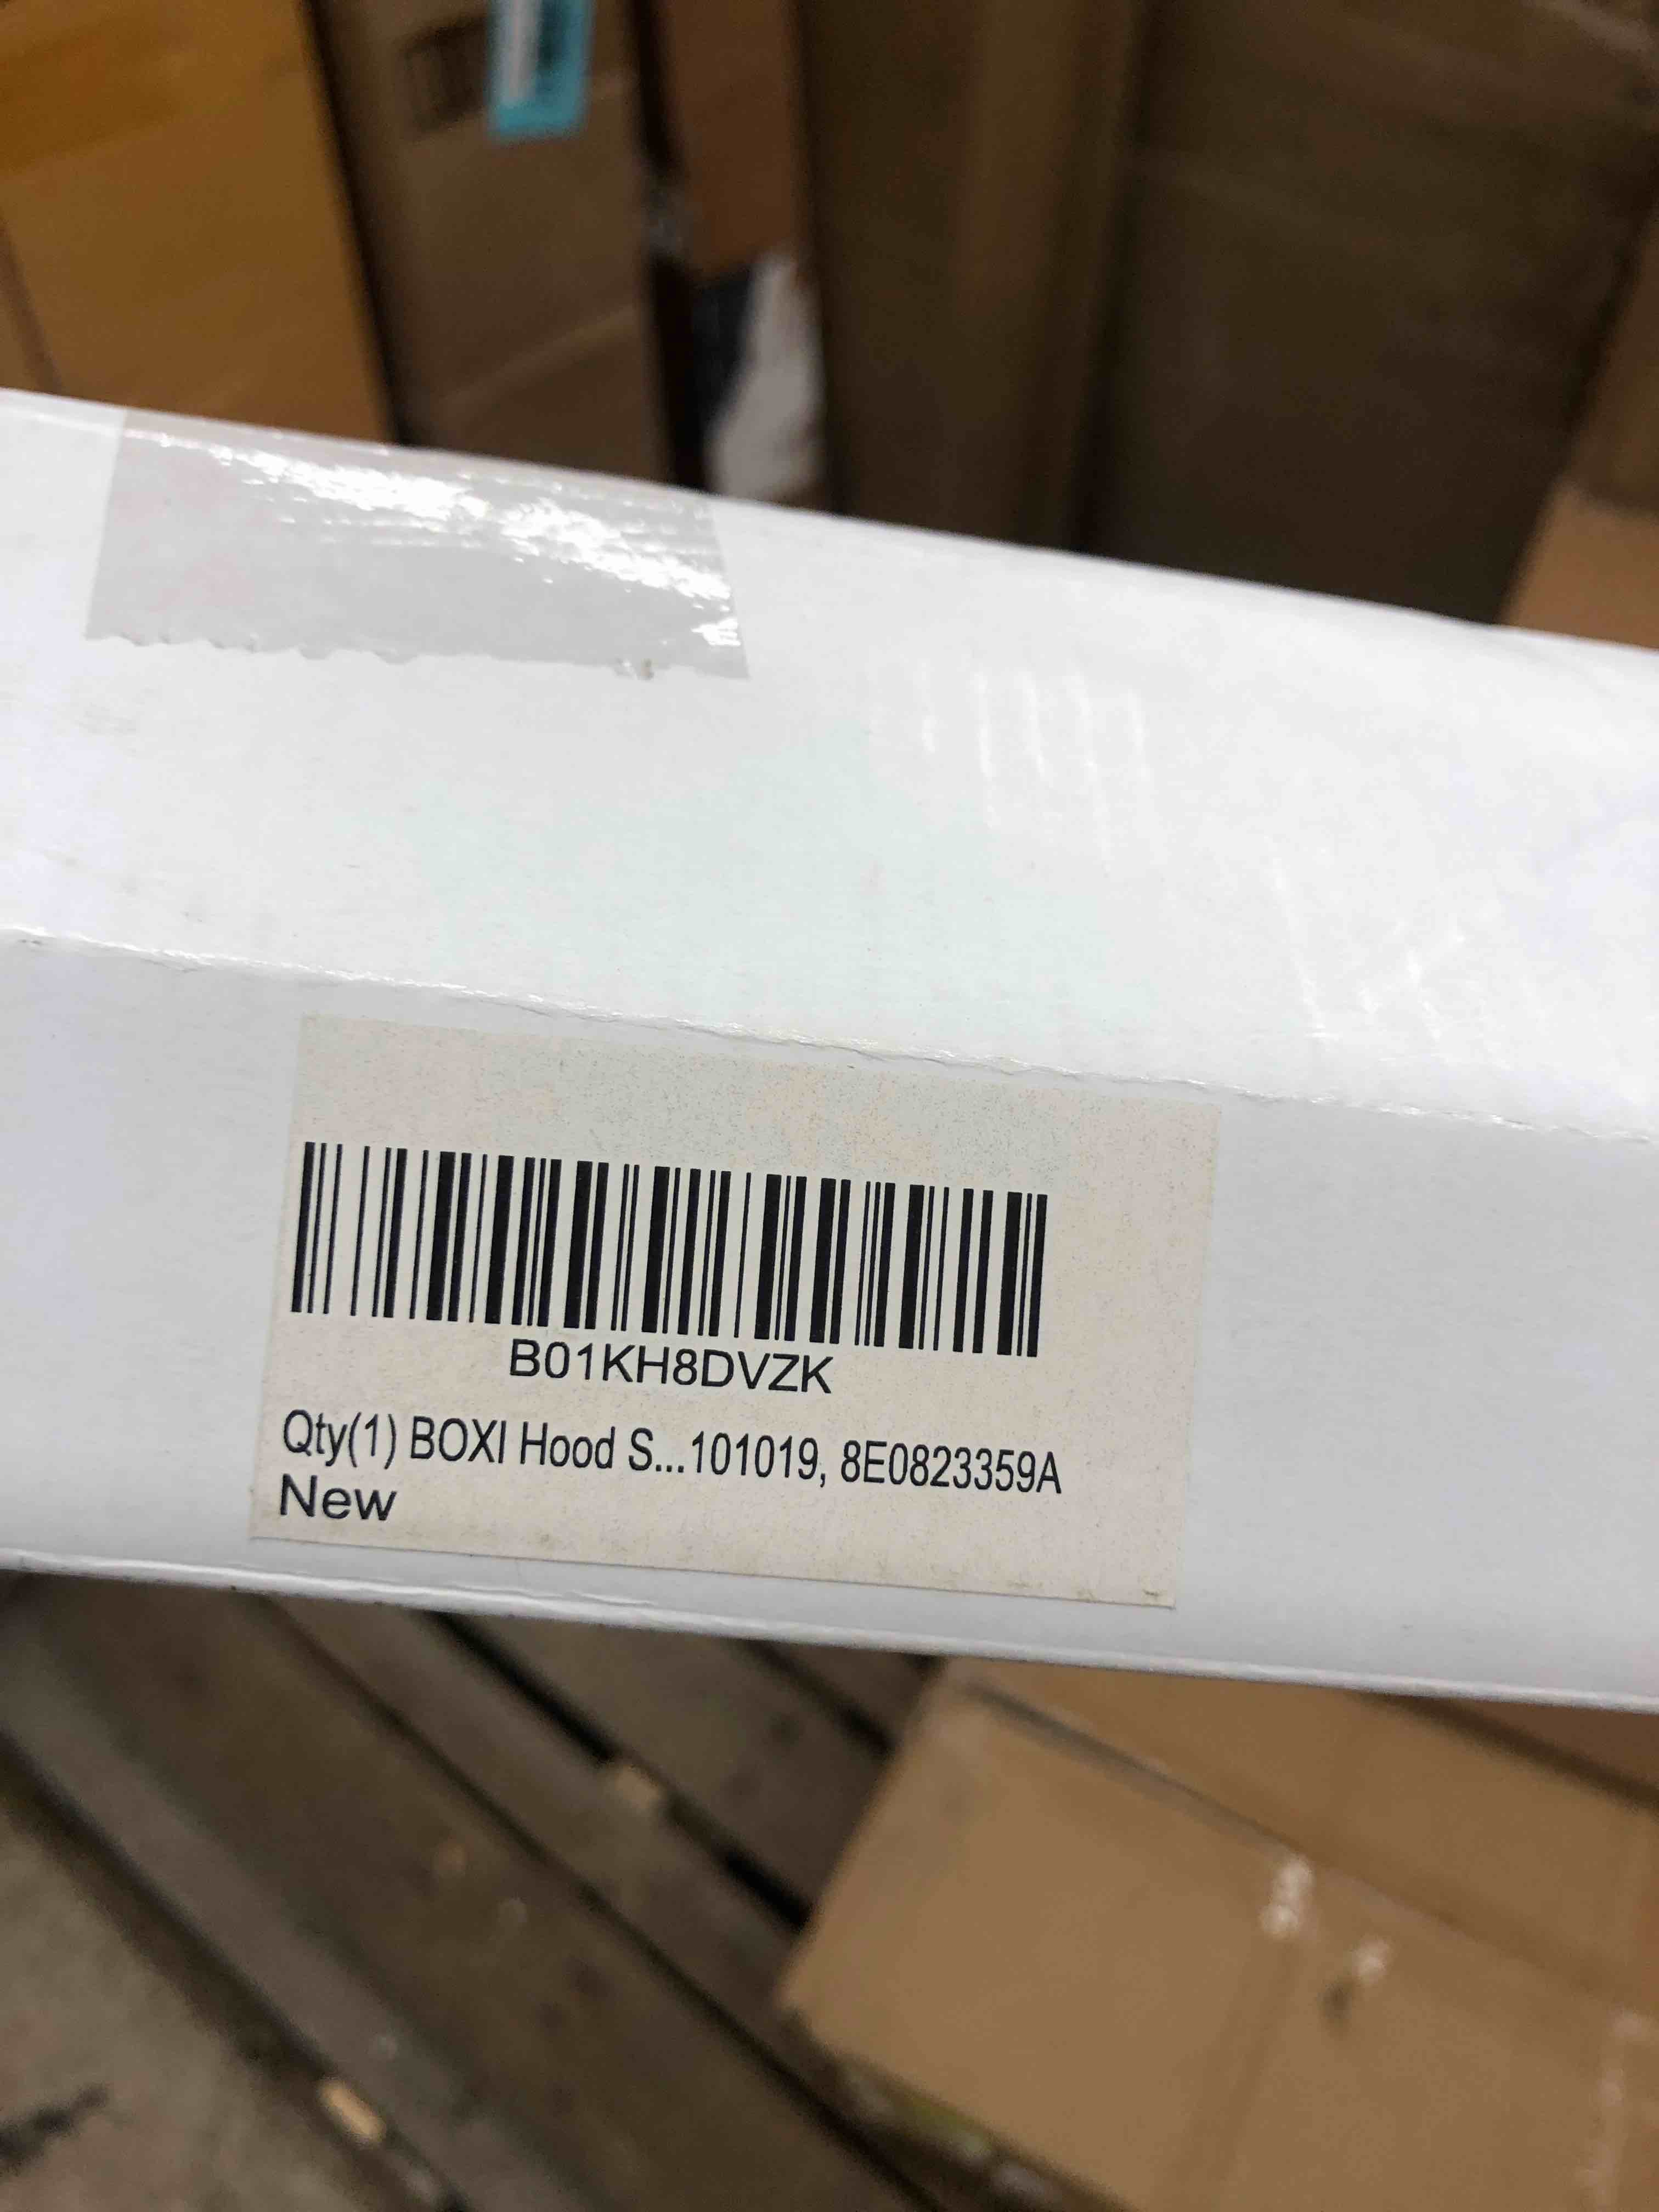 B01KH8DVZK
Qty(1) BOXI Hood S...101019, 8E0823359A
New